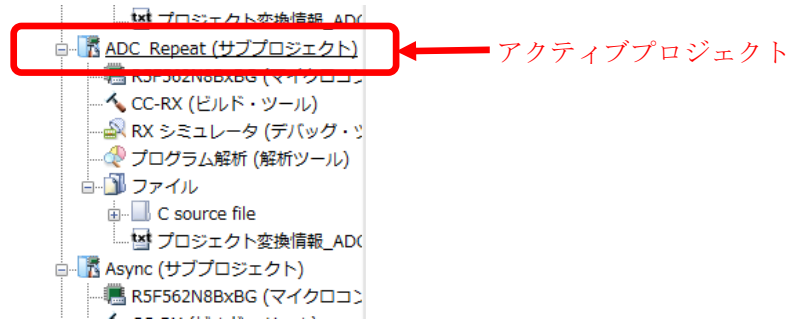 プロジェクト変換情報_ADC
ADC_Repeat (サブプロジェクト)
アクティブプロジェクト
R5F562N8BxBG (マイクロコン
CC-RX (ビルド・ツール)
RX シミュレータ (デバッグ・ツ
プログラム解析 (解析ツール)
ファイル
C source file
プロジェクト変換情報_ADC
Async (サブプロジェクト)
R5F562N8BxBG (マイクロコン